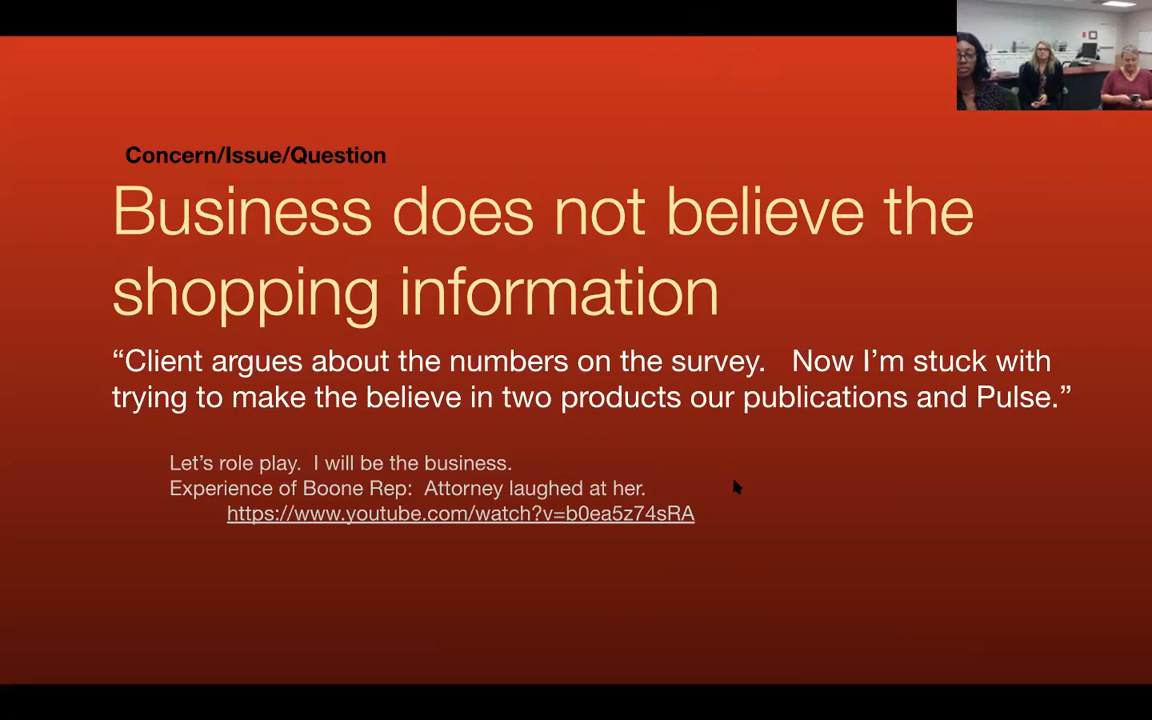 Concern/Issue/Question
Business does not believe the
shopping information
“Client argues about the numbers on the survey.   Now I’m stuck with
trying to make the believe in two products our publications and Pulse.”
Let’s role play.  I will be the business.
Experience of Boone Rep:  Attorney laughed at her.
https://www.youtube.com/watch?v=b0ea5z74sRA